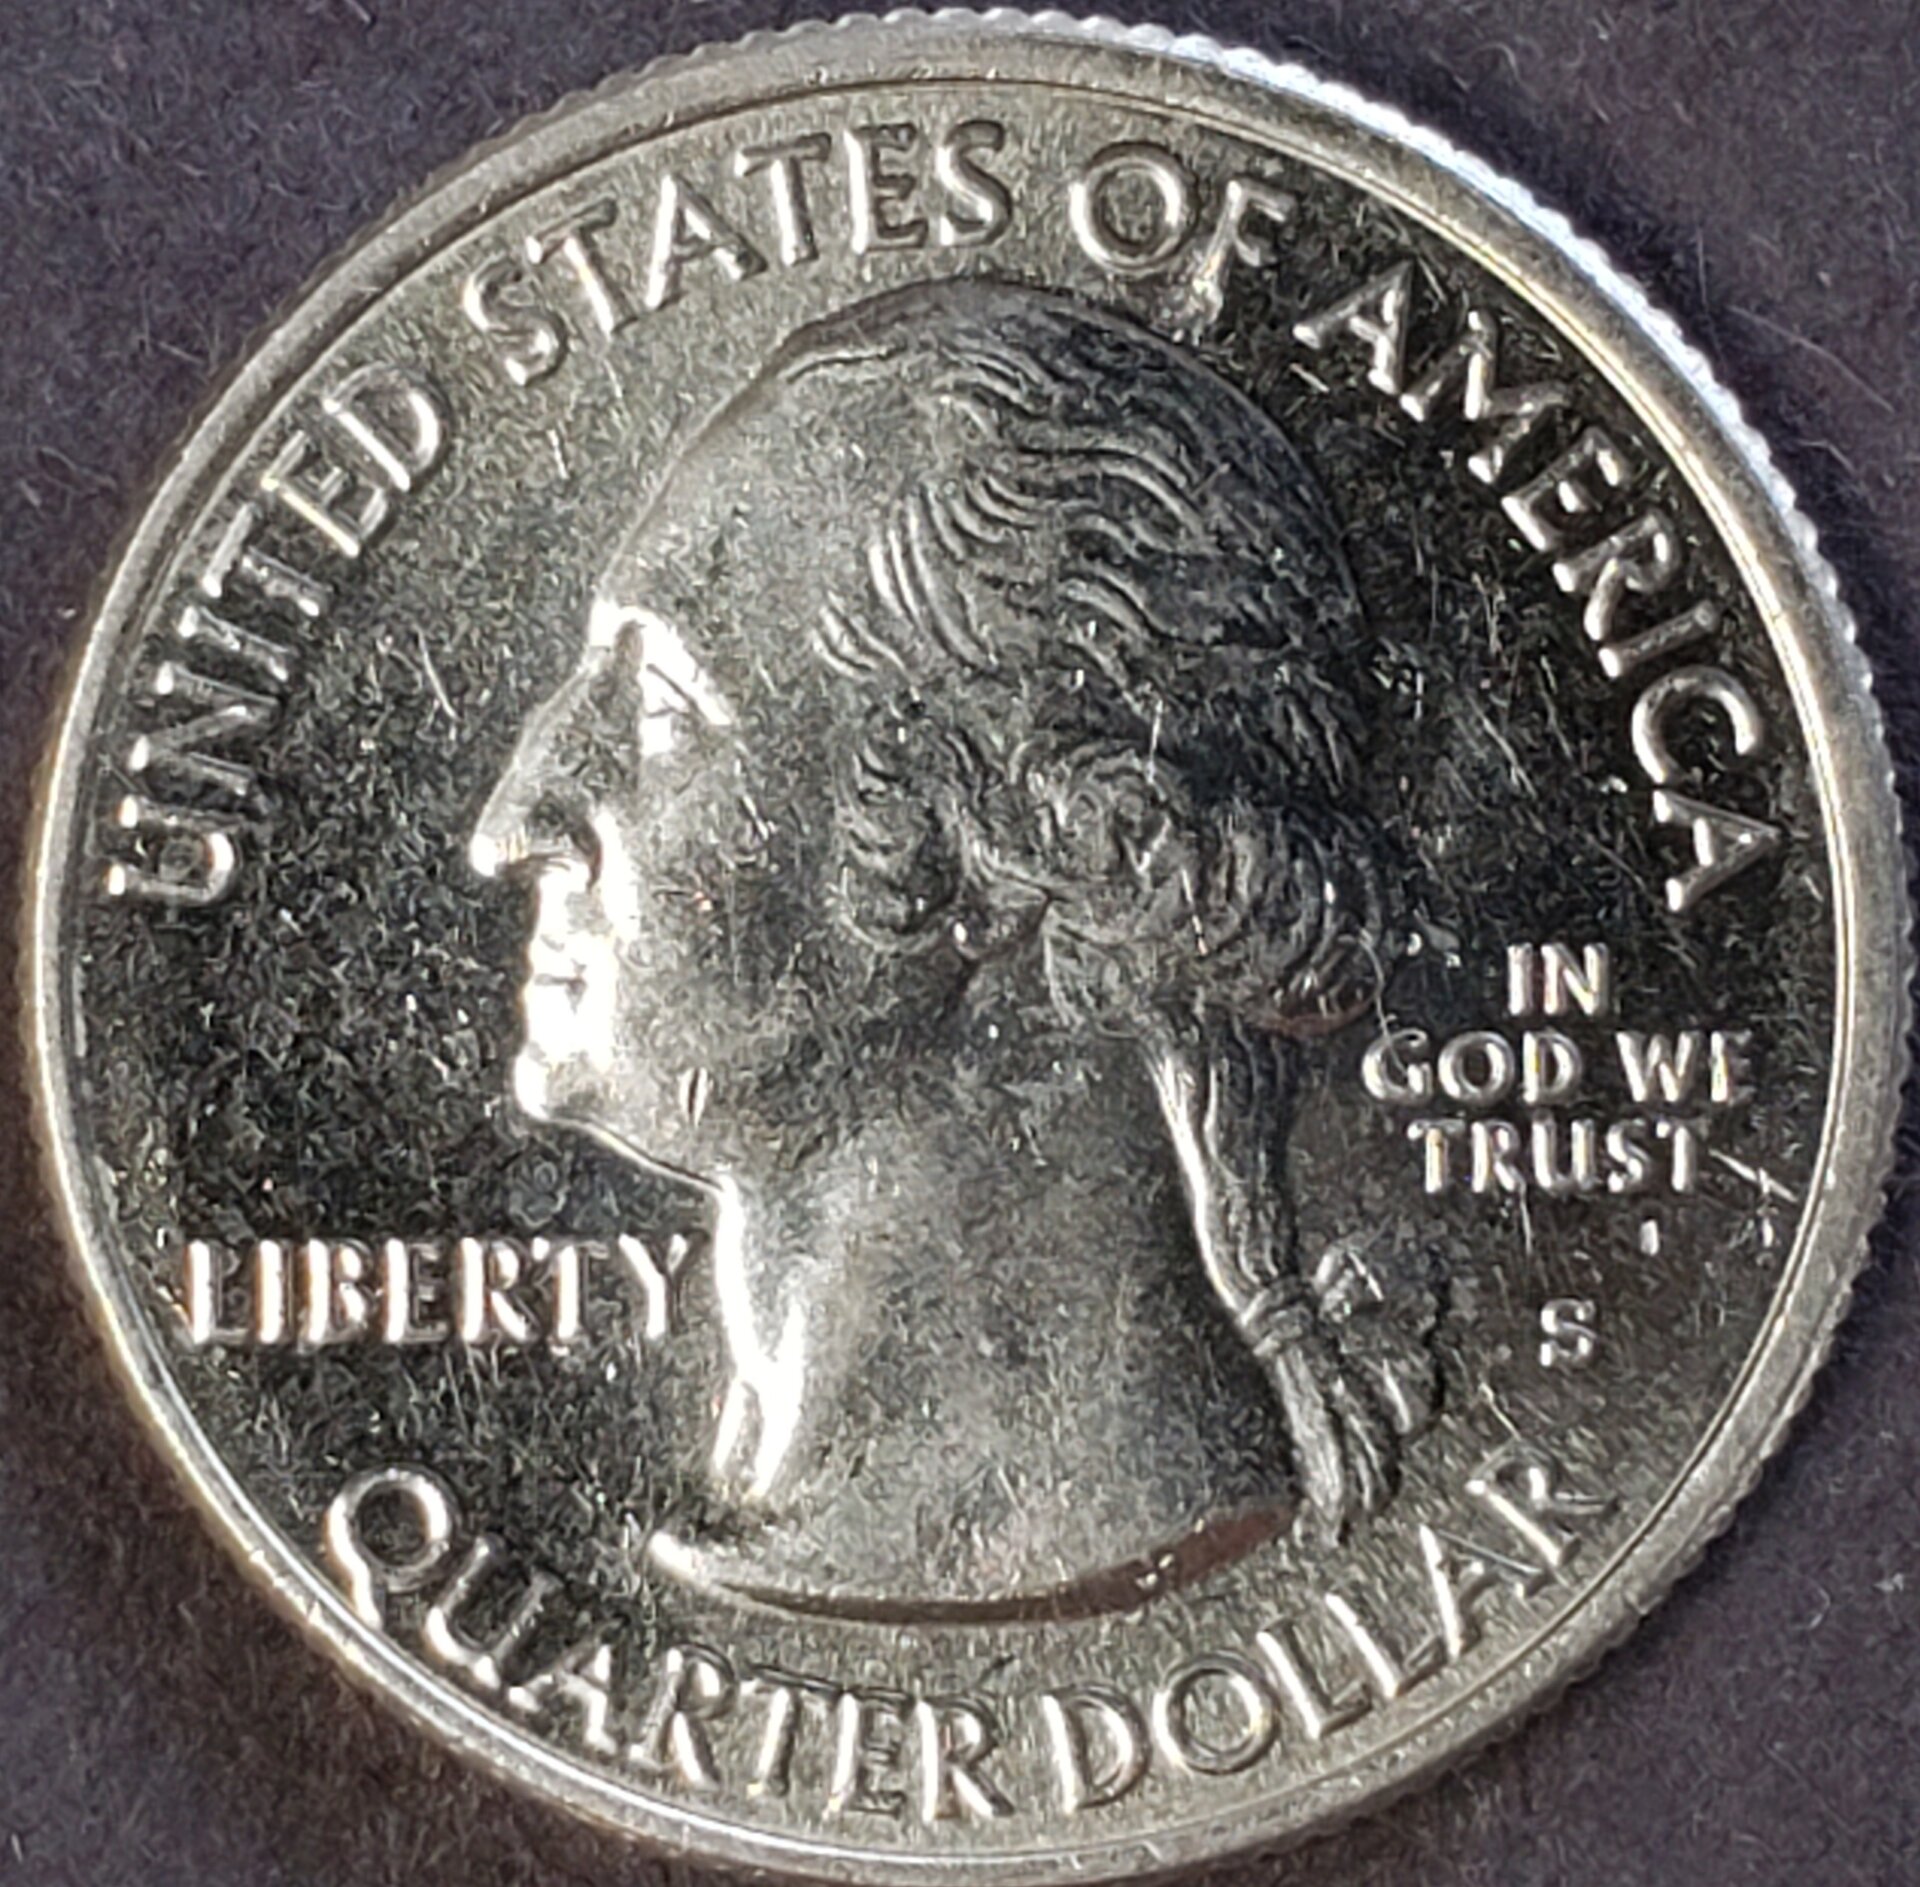 UNITED STATES OF AMERICA
LIBERTY
IN
GOD WE
TRUST
S
QUARTER DOLLAR